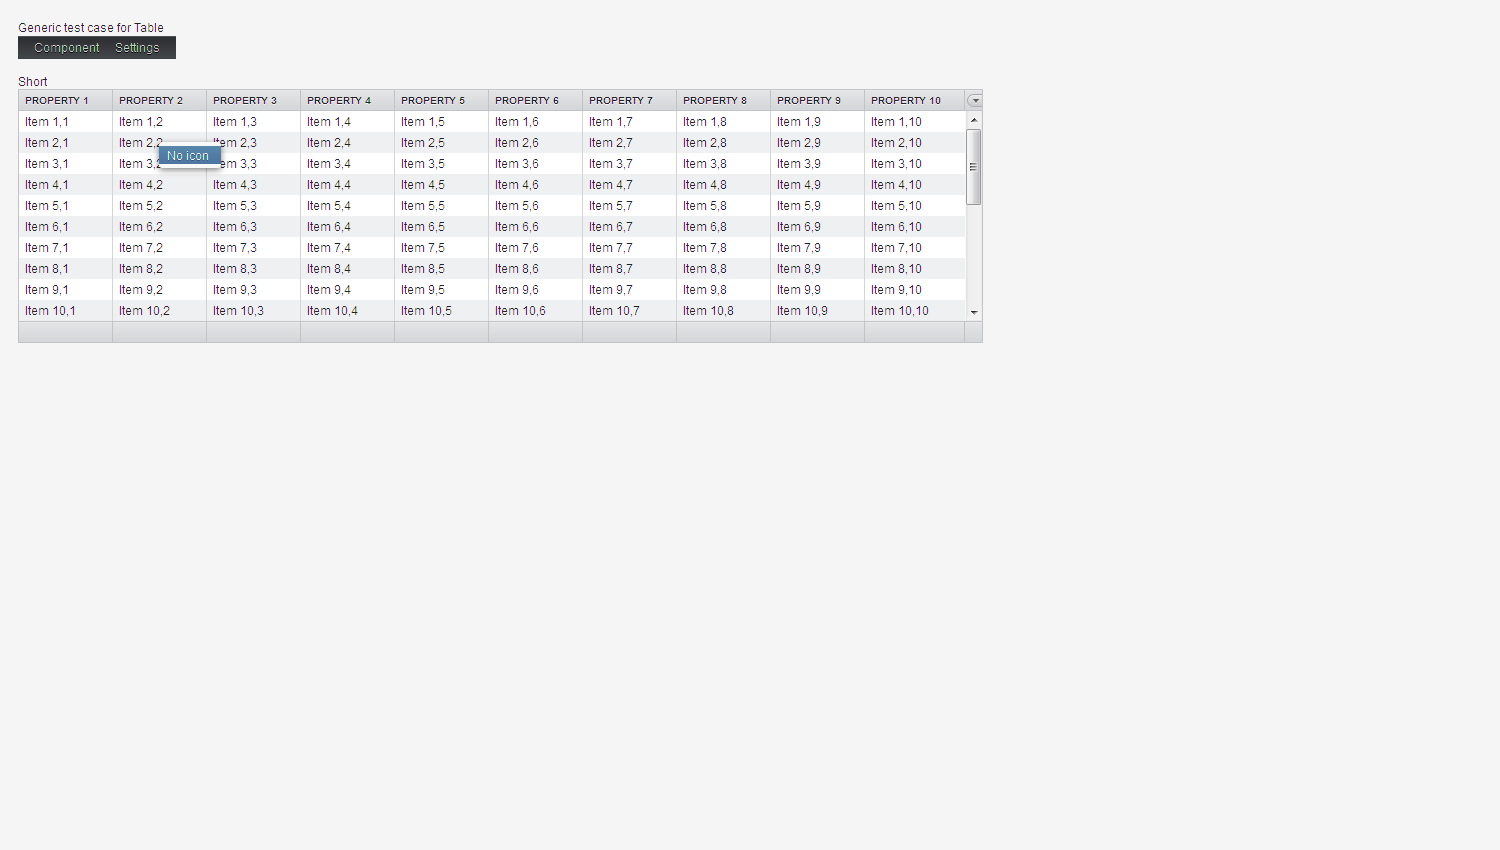 Generic test case for Table
Component Settings
Short
PROPERTY 1 PROPERTY 2 PROPERTY 3 PROPERTY 4 PROPERTY 5 PROPERTY 6 PROPERTY 7 PROPERTY 8 PROPERTY 9 PROPERTY 10
Item 1,1 Item 1,2 Item 1,3 Item 1,4 Item 1,5 Item 1,6 Item 1,7 Item 1,8 Item 1,9 Item 1,10
Item 2,1 Item 2,2 Item 2,3 Item 2,4 Item 2,5 Item 2,6 Item 2,7 Item 2,8 Item 2,9 Item 2,10
No icon
Item 3,1 Item 3,2 Item 3,3 Item 3,4 Item 3,5 Item 3,6 Item 3,7 Item 3,8 Item 3,9 Item 3,10
Item 4,1 Item 4,2 Item 4,3 Item 4,4 Item 4,5 Item 4,6 Item 4,7 Item 4,8 Item 4,9 Item 4,10
Item 5,1 Item 5,2 Item 5,3 Item 5,4 Item 5,5 Item 5,6 Item 5,7 Item 5,8 Item 5,9 Item 5,10
Item 6,1 Item 6,2 Item 6,3 Item 6,4 Item 6,5 Item 6,6 Item 6,7 Item 6,8 Item 6,9 Item 6,10
Item 7,1 Item 7,2 Item 7,3 Item 7,4 Item 7,5 Item 7,6 Item 7,7 Item 7,8 Item 7,9 Item 7,10
Item 8,1 Item 8,2 Item 8,3 Item 8,4 Item 8,5 Item 8,6 Item 8,7 Item 8,8 Item 8,9 Item 8,10
Item 9,1 Item 9,2 Item 9,3 Item 9,4 Item 9,5 Item 9,6 Item 9,7 Item 9,8 Item 9,9 Item 9,10
Item 10,1 Item 10,2 Item 10,3 Item 10,4 Item 10,5 Item 10,6 Item 10,7 Item 10,8 Item 10,9 Item 10,10